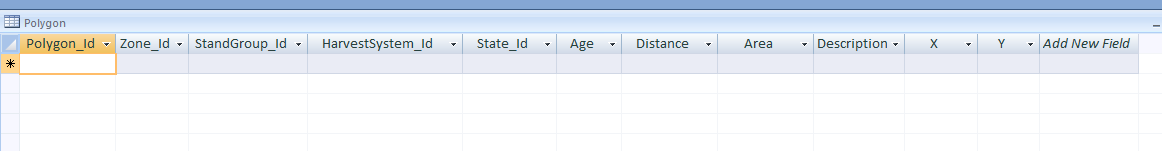 Polygon
Polygon_Id Zone_Id StandGroup_Id HarvestSystem_Id State_Id Age Distance Area Description X Y Add New Field